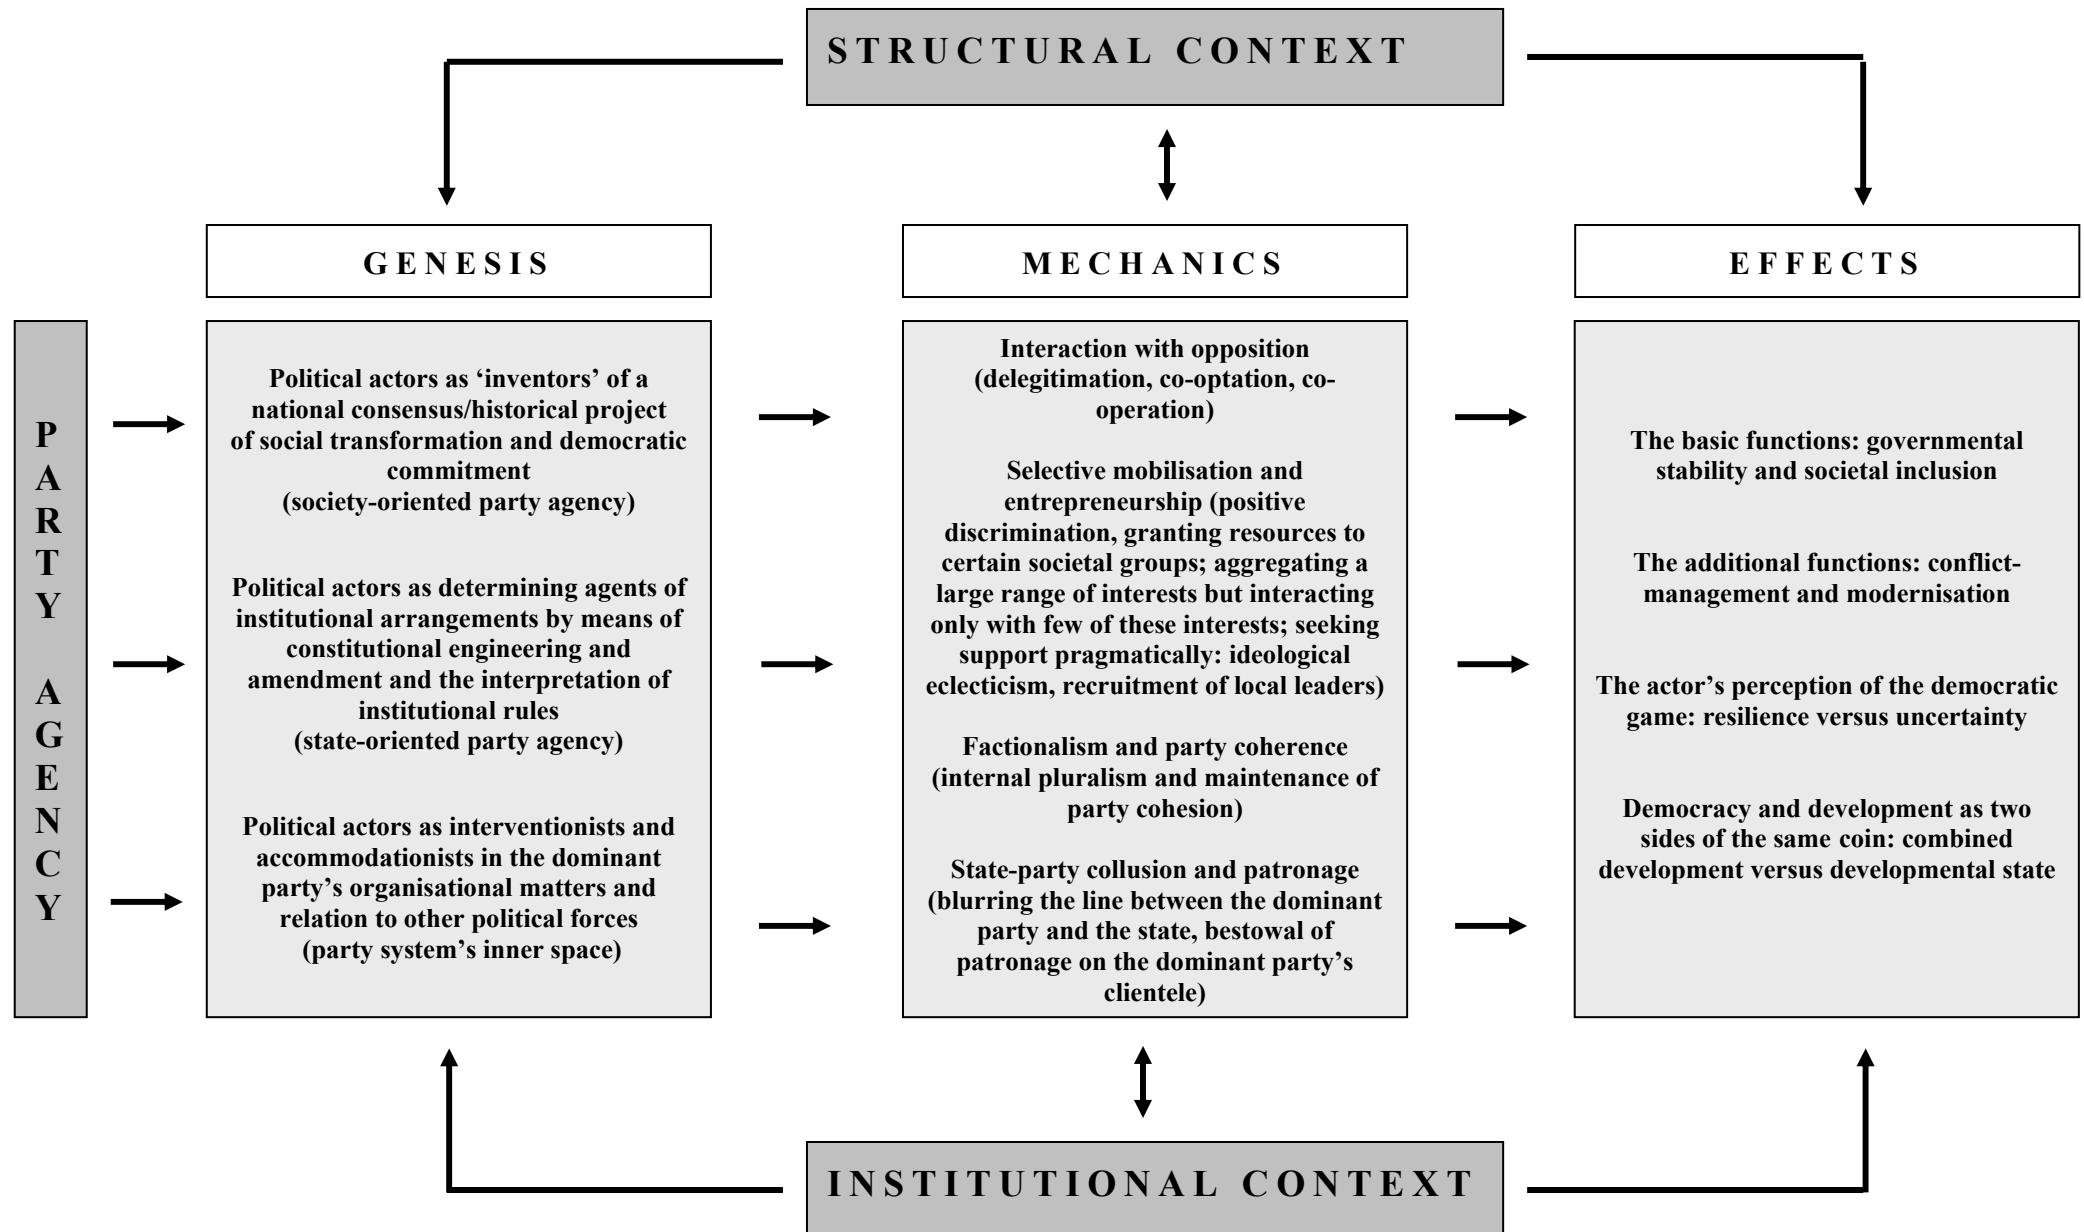 STRUCTURAL CONTEXT
GENESIS
MECHANICS
EFFECTS
PARTY AGENCY
Political actors as ‘inventors’ of a
national consensus/historical project
of social transformation and democratic
commitment
(society-oriented party agency)
Political actors as determining agents of
institutional arrangements by means of
constitutional engineering and
amendment and the interpretation of
institutional rules
(state-oriented party agency)
Political actors as interventionists and
accommodationists in the dominant
party’s organisational matters and
relation to other political forces
(party system’s inner space)
Interaction with opposition
(delegitimation, co-optation, co-
operation)
Selective mobilisation and
entrepreneurship (positive
discrimination, granting resources to
certain societal groups; aggregating a
large range of interests but interacting
only with few of these interests; seeking
support pragmatically: ideological
eclecticism, recruitment of local leaders)
Factionalism and party coherence
(internal pluralism and maintenance of
party cohesion)
State-party collusion and patronage
(blurring the line between the dominant
party and the state, bestowal of
patronage on the dominant party’s
clientele)
The basic functions: governmental
stability and societal inclusion
The additional functions: conflict-
management and modernisation
The actor’s perception of the democratic
game: resilience versus uncertainty
Democracy and development as two
sides of the same coin: combined
development versus developmental state
INSTITUTIONAL CONTEXT